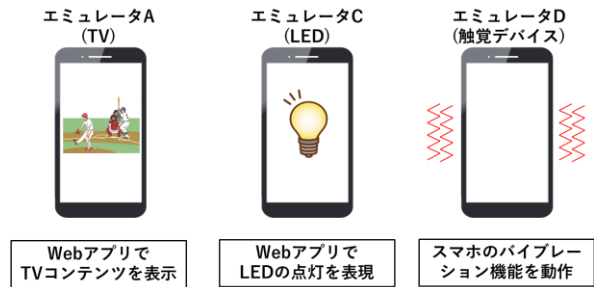 エミュレータA
(TV)
エミュレータC
(LED)
エミュレータD
(触覚デバイス)
Webアプリで
TVコンテンツを表示
Webアプリで
LEDの点灯を表現
スマホのバイブレー
ション機能を動作